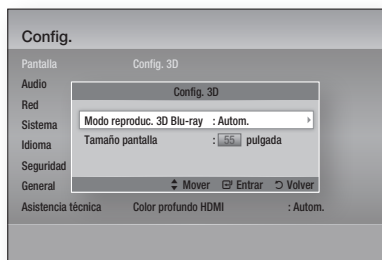 Config.
Pantalla Config. 3D
Audio
Config. 3D
Red
Modo reproduc. 3D Blu-ray : Autom.
Sistema
Tamaño pantalla : 55 pulgada
Idioma
Seguridad
General
Mover Entrar Volver
Asistencia técnica Color profundo HDMI : Autom.